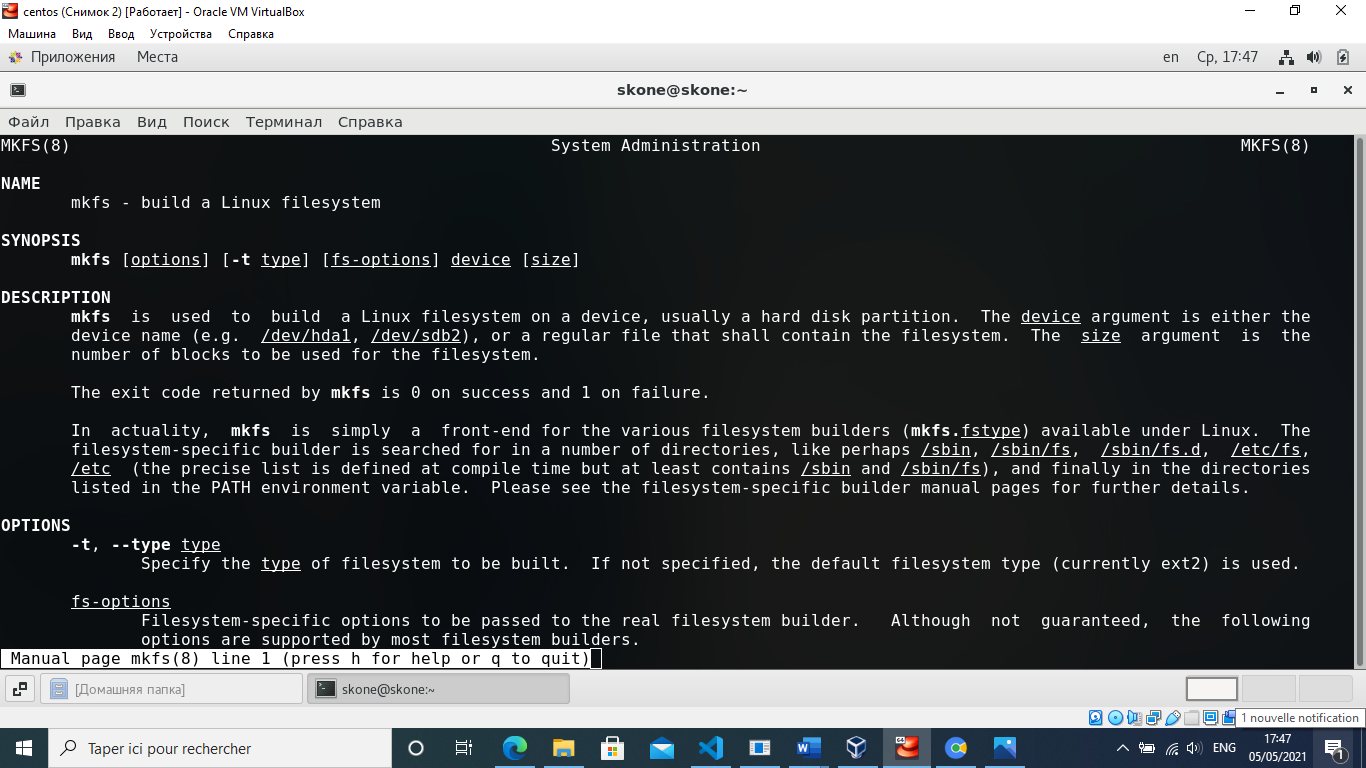 centos (Снимок 2) [Работает] - Oracle VM VirtualBox
Машина Вид Ввод Устройства Справка
Приложения Места en Ср, 17:47
skone@skone:~
Файл Правка Вид Поиск Терминал Справка
MKFS(8) System Administration MKFS(8)
NAME
mkfs - build a Linux filesystem
SYNOPSIS
mkfs [options] [-t type] [fs-options] device [size]
DESCRIPTION
mkfs is used to build a Linux filesystem on a device, usually a hard disk partition. The device argument is either the
device name (e.g. /dev/hda1, /dev/sdb2), or a regular file that shall contain the filesystem. The size argument is the
number of blocks to be used for the filesystem.
The exit code returned by mkfs is 0 on success and 1 on failure.
In actuality, mkfs is simply a front-end for the various filesystem builders (mkfs.fstype) available under Linux. The
filesystem-specific builder is searched for in a number of directories, like perhaps /sbin, /sbin/fs, /sbin/fs.d, /etc/fs,
/etc (the precise list is defined at compile time but at least contains /sbin and /sbin/fs), and finally in the directories
listed in the PATH environment variable. Please see the filesystem-specific builder manual pages for further details.
OPTIONS
-t, --type type
Specify the type of filesystem to be built. If not specified, the default filesystem type (currently ext2) is used.
fs-options
Filesystem-specific options to be passed to the real filesystem builder. Although not guaranteed, the following
options are supported by most filesystem builders.
Manual page mkfs(8) line 1 (press h for help or q to quit)
[Домашняя папка] skone@skone:~
1 nouvelle notification
Taper ici pour rechercher
ENG
17:47
05/05/2021
1